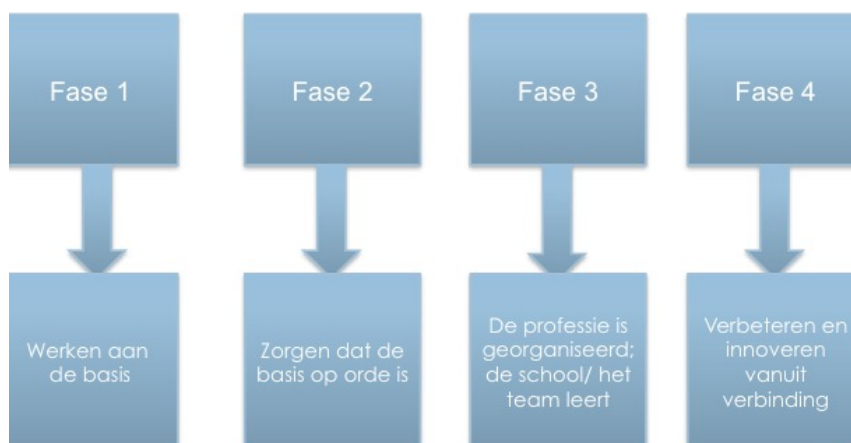 Fase 1
Fase 2
Fase 3
Fase 4
Werken aan
de basis
Zorgen dat de
basis op orde is
De professie is
georganiseerd;
de school/ het
team leert
Verbeteren en
innoveren
vanuit
verbinding